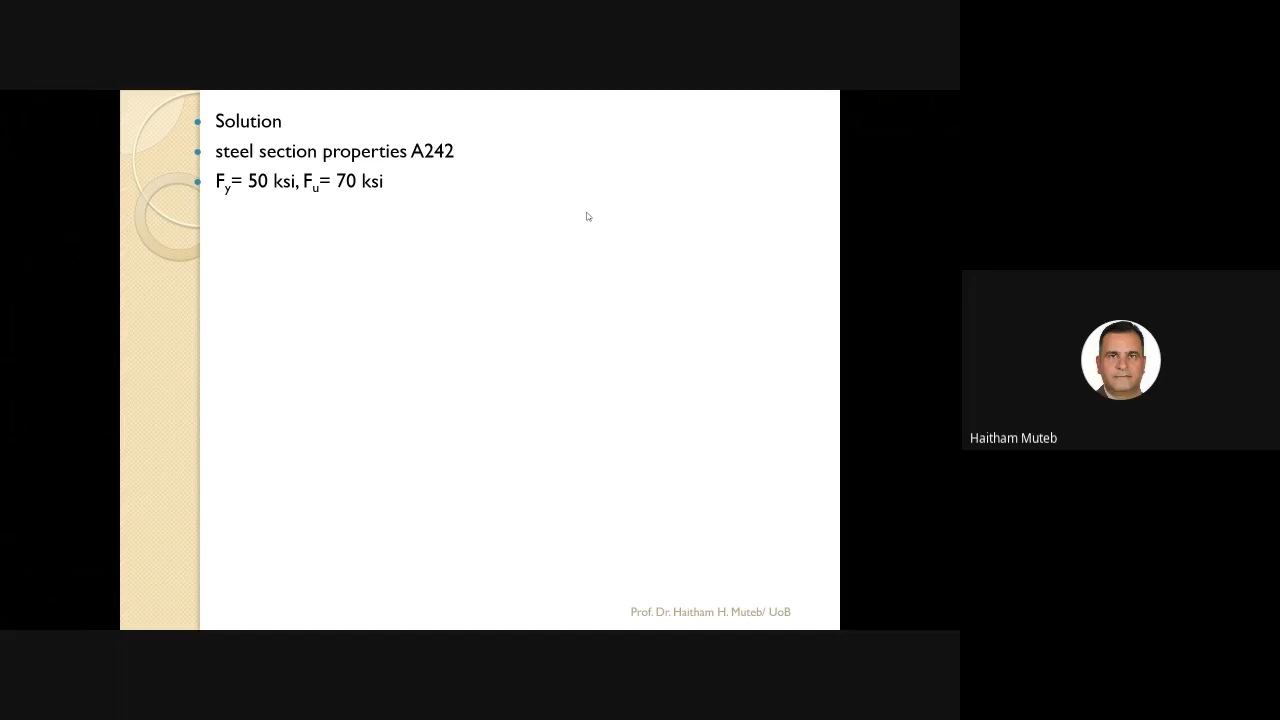 Solution
steel section properties A242
Fy= 50 ksi, Fu= 70 ksi
Prof. Dr. Haitham H. Muteb/ UoB
Haitham Muteb